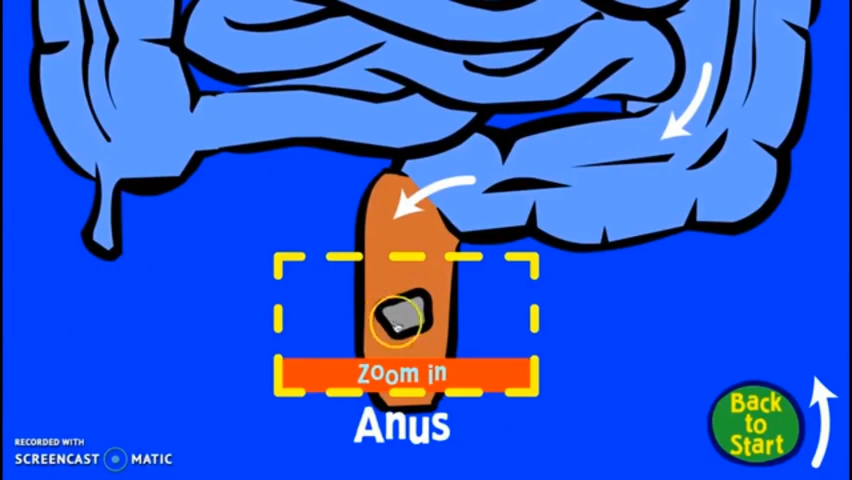 Zoom in
Anus
Back
to
Start
RECORDED WITH
SCREENCAST MATIC